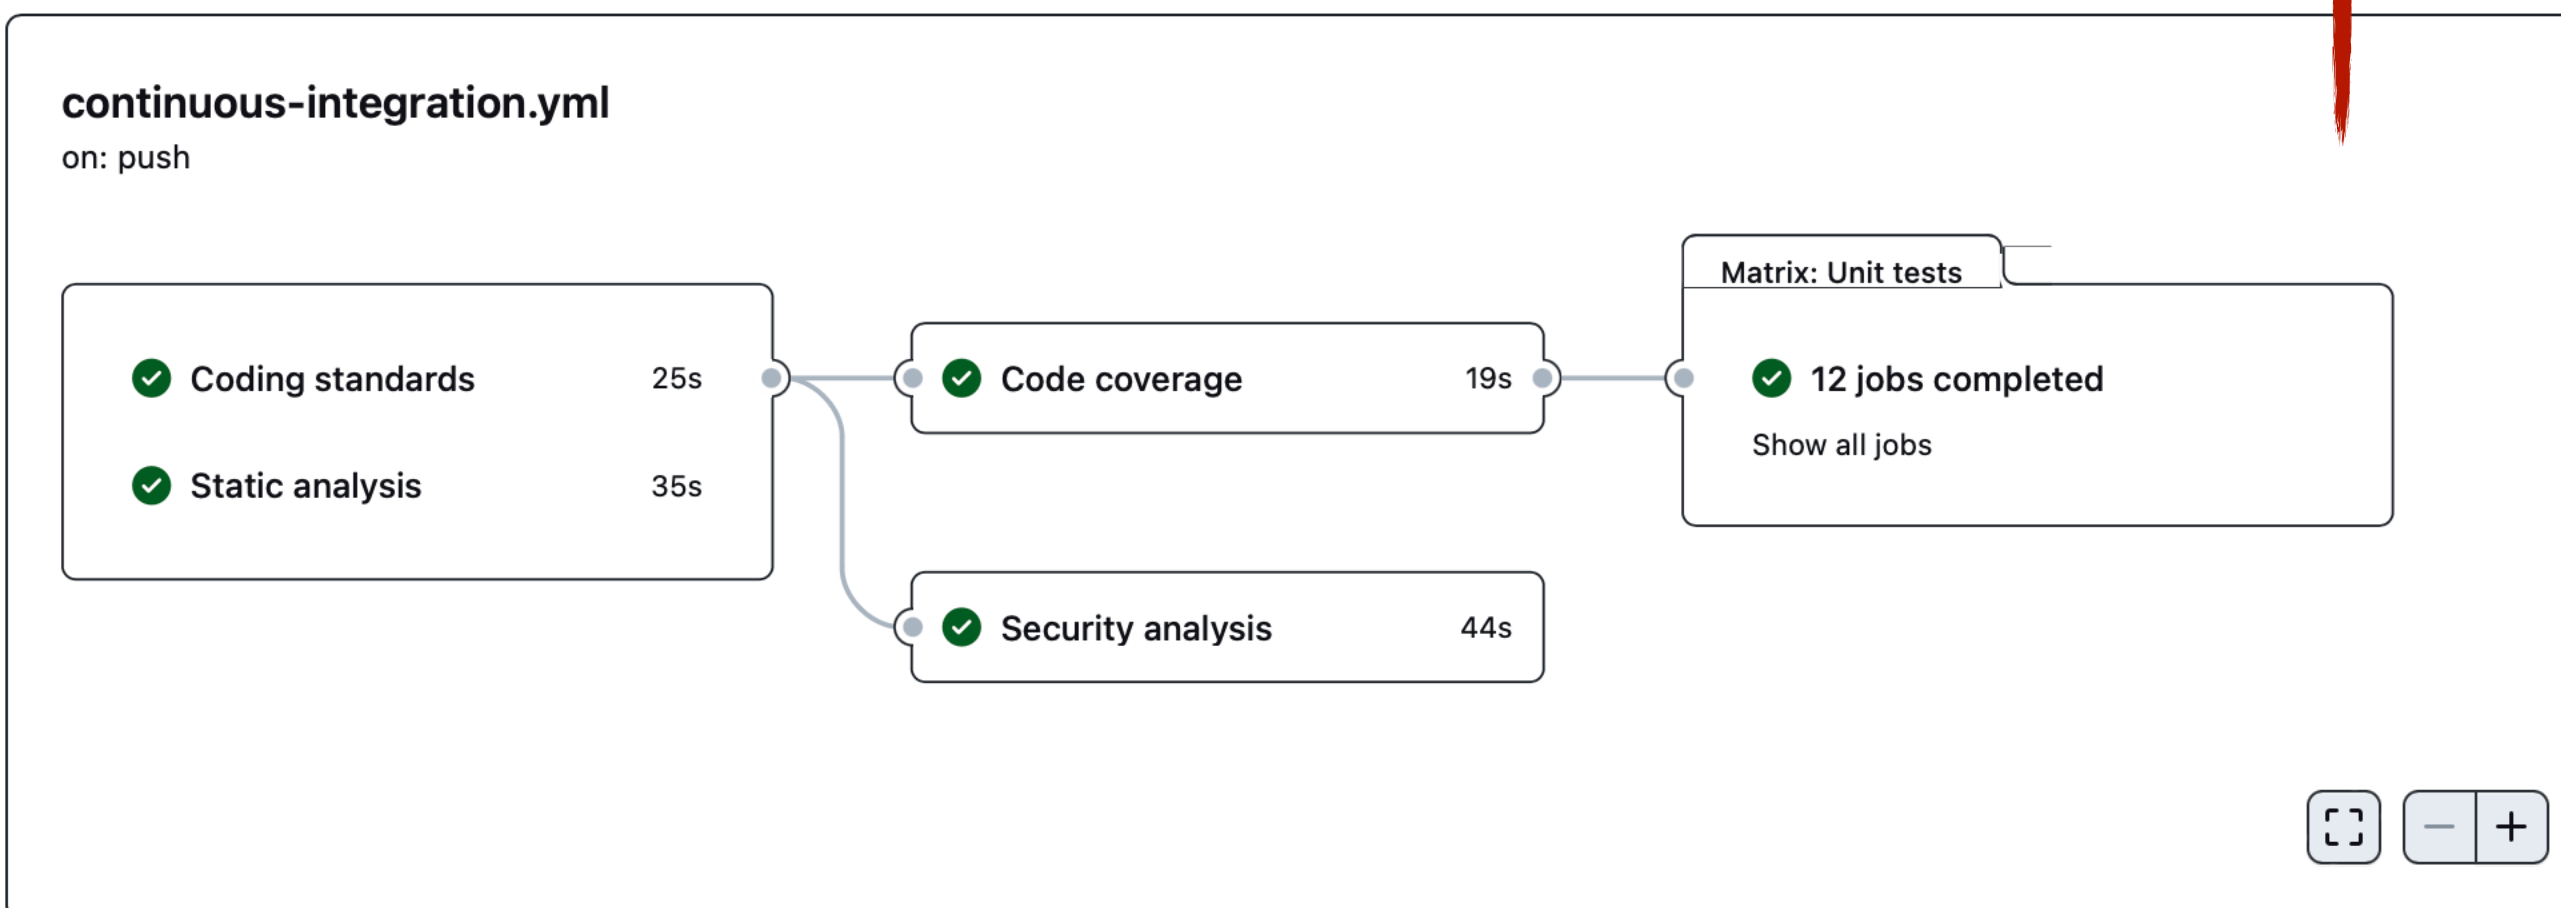 continuous-integration.yml
on: push
Coding standards 25s
Static analysis 35s
Code coverage 19s
Security analysis 44s
Matrix: Unit tests
12 jobs completed
Show all jobs